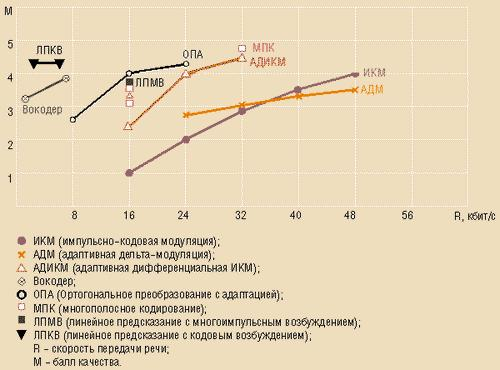 М
5
4
3
2
1
ЛПКВ
Вокодер
ОПА
ЛПМВ
МПК
АДИКМ
ИКМ
АДМ
8 16 24 32 40 48 56 R, кбит/с
ИКМ (импульсно-кодовая модуляция);
АДМ (адаптивная дельта-модуляция);
АДИКМ (адаптивная дифференциальная ИКМ);
Вокодер;
ОПА (Ортогональное преобразование с адаптацией);
МПК (многополосное кодирование);
ЛПМВ (линейное предсказание с многоимпульсным возбуждением);
ЛПКВ (линейное предсказание с кодовым возбуждением);
R – скорость передачи речи;
М – балл качества.